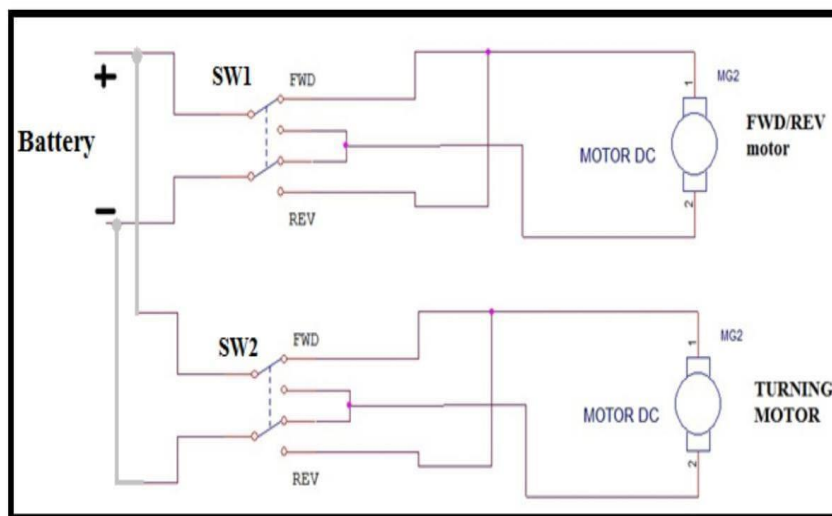 +
Battery
-
SW1
FWD
REV
MOTOR DC
1
2
MG2
FWD/REV
motor
SW2
FWD
REV
MOTOR DC
1
2
MG2
TURNING
MOTOR